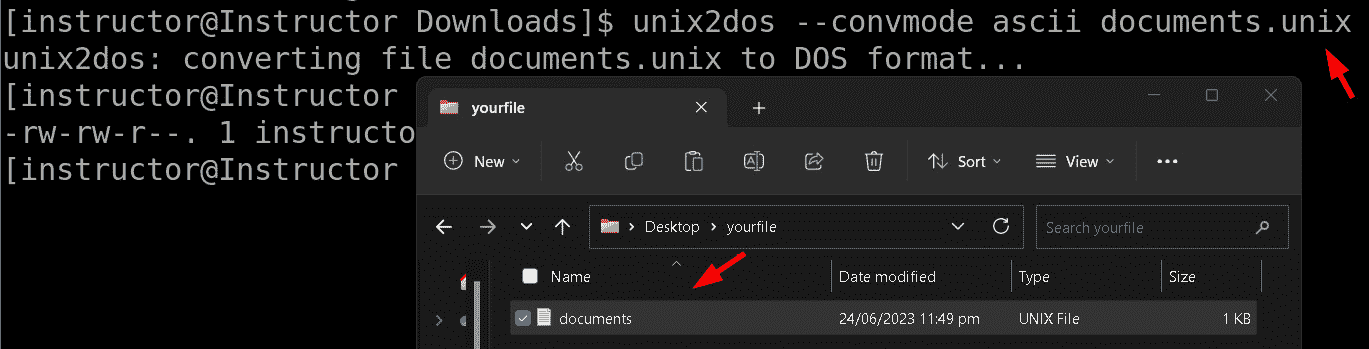 [instructor@Instructor Downloads]$ unix2dos --convmode ascii documents.unix
unix2dos: converting file documents.unix to DOS format...
[instructor@Instructor
-rw-rw-r--. 1 instructo
[instructor@Instructor
yourfile
New
Sort
View
Desktop
yourfile
Search yourfile
Name Date modified Type Size
documents 24/06/2023 11:49 pm UNIX File 1 KB